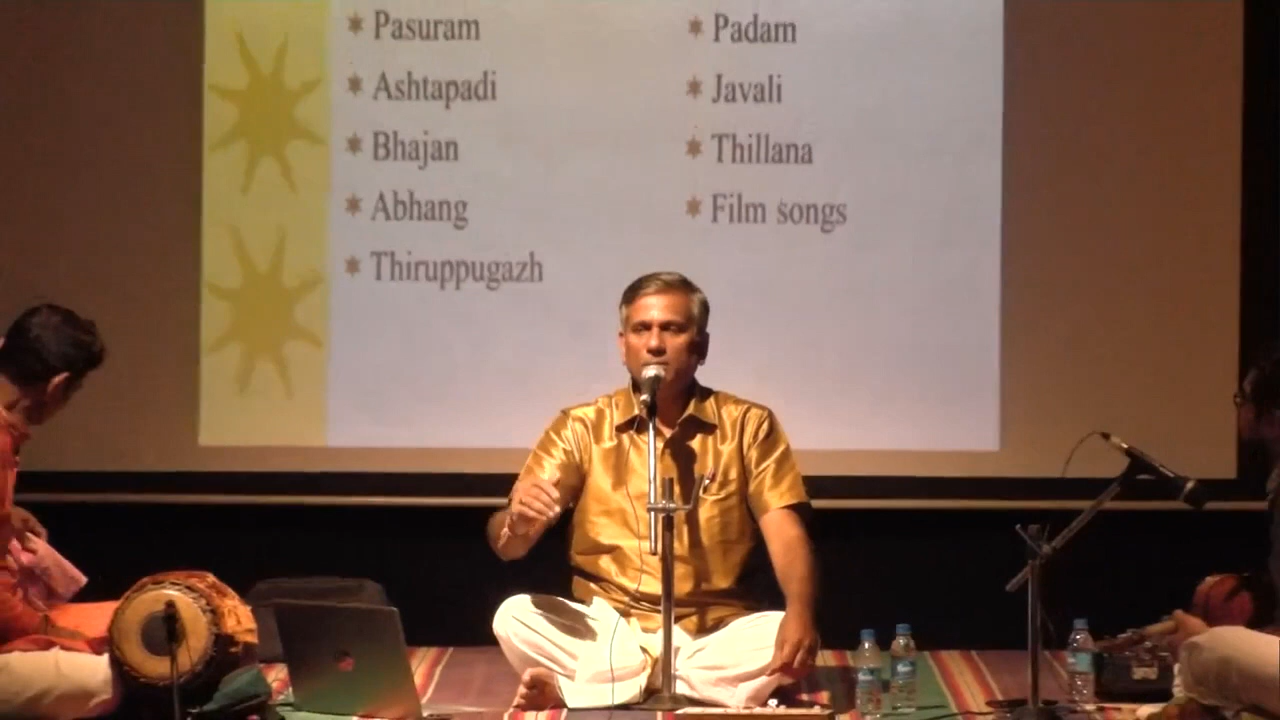 Pasuram
Ashtapadi
Bhajan
Abhang
Thiruppugazh
Padam
Javali
Thillana
Film songs